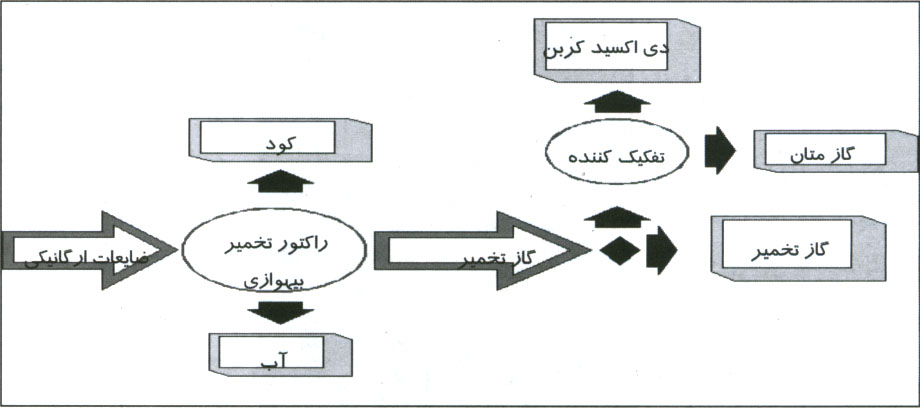 دی اکسید کربن
کود
تفکیک کننده
گاز متان
ضایعات ارگانیکی
راکتور تخمیر
بیهوازی
گاز تخمیر
گاز تخمیر
آب